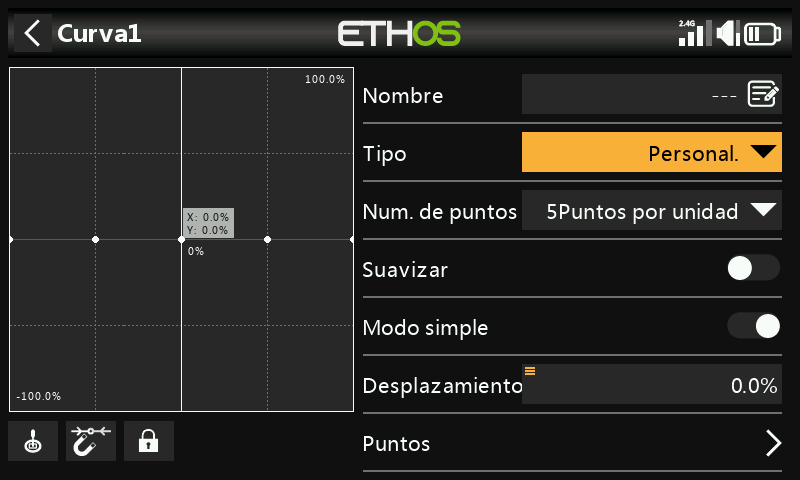 Curva1
ETHOS
2.4G
100.0%
X: 0.0%
Y: 0.0%
0%
-100.0%
Nombre ---
Tipo Personal.
Num. de puntos 5Puntos por unidad
Suavizar
Modo simple
Desplazamiento 0.0%
Puntos